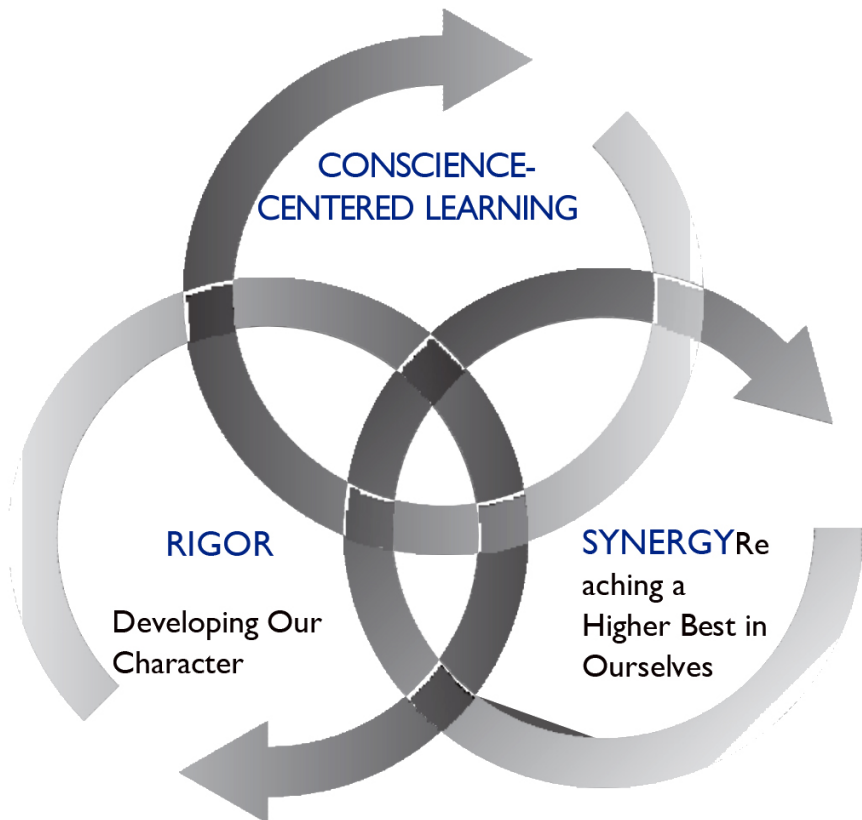 CONSCIENCE-
CENTERED LEARNING
RIGOR
Developing Our
Character
SYNERGYRe
aching a
Higher Best in
Ourselves